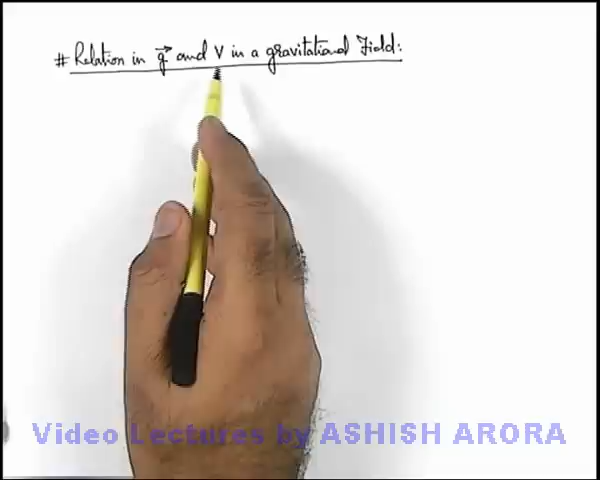 # Relation in g⃗ and V in a gravitational Field:
Video Lectures by ASHISH ARORA